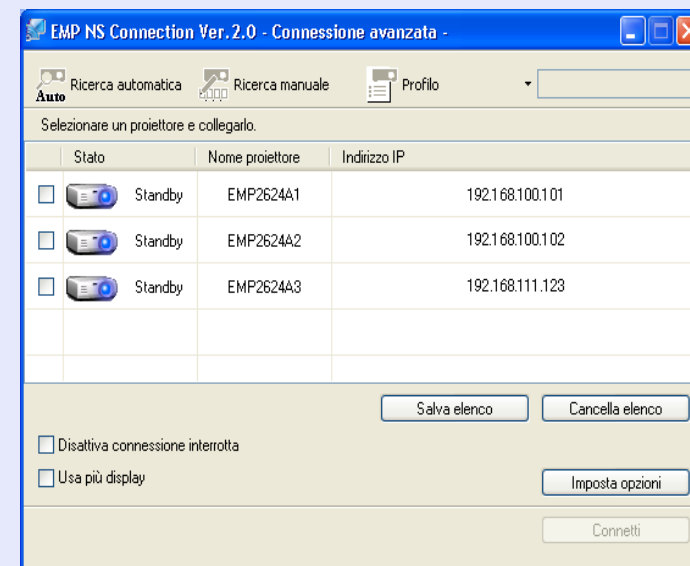 EMP NS Connection Ver.2.0 - Connessione avanzata -
Auto Ricerca automatica Ricerca manuale Profilo
Selezionare un proiettore e collegarlo.
Stato Nome proiettore Indirizzo IP
Standby EMP2624A1 192.168.100.101
Standby EMP2624A2 192.168.100.102
Standby EMP2624A3 192.168.111.123
Salva elenco Cancella elenco
Disattiva connessione interrotta
Usa più display
Imposta opzioni
Connetti